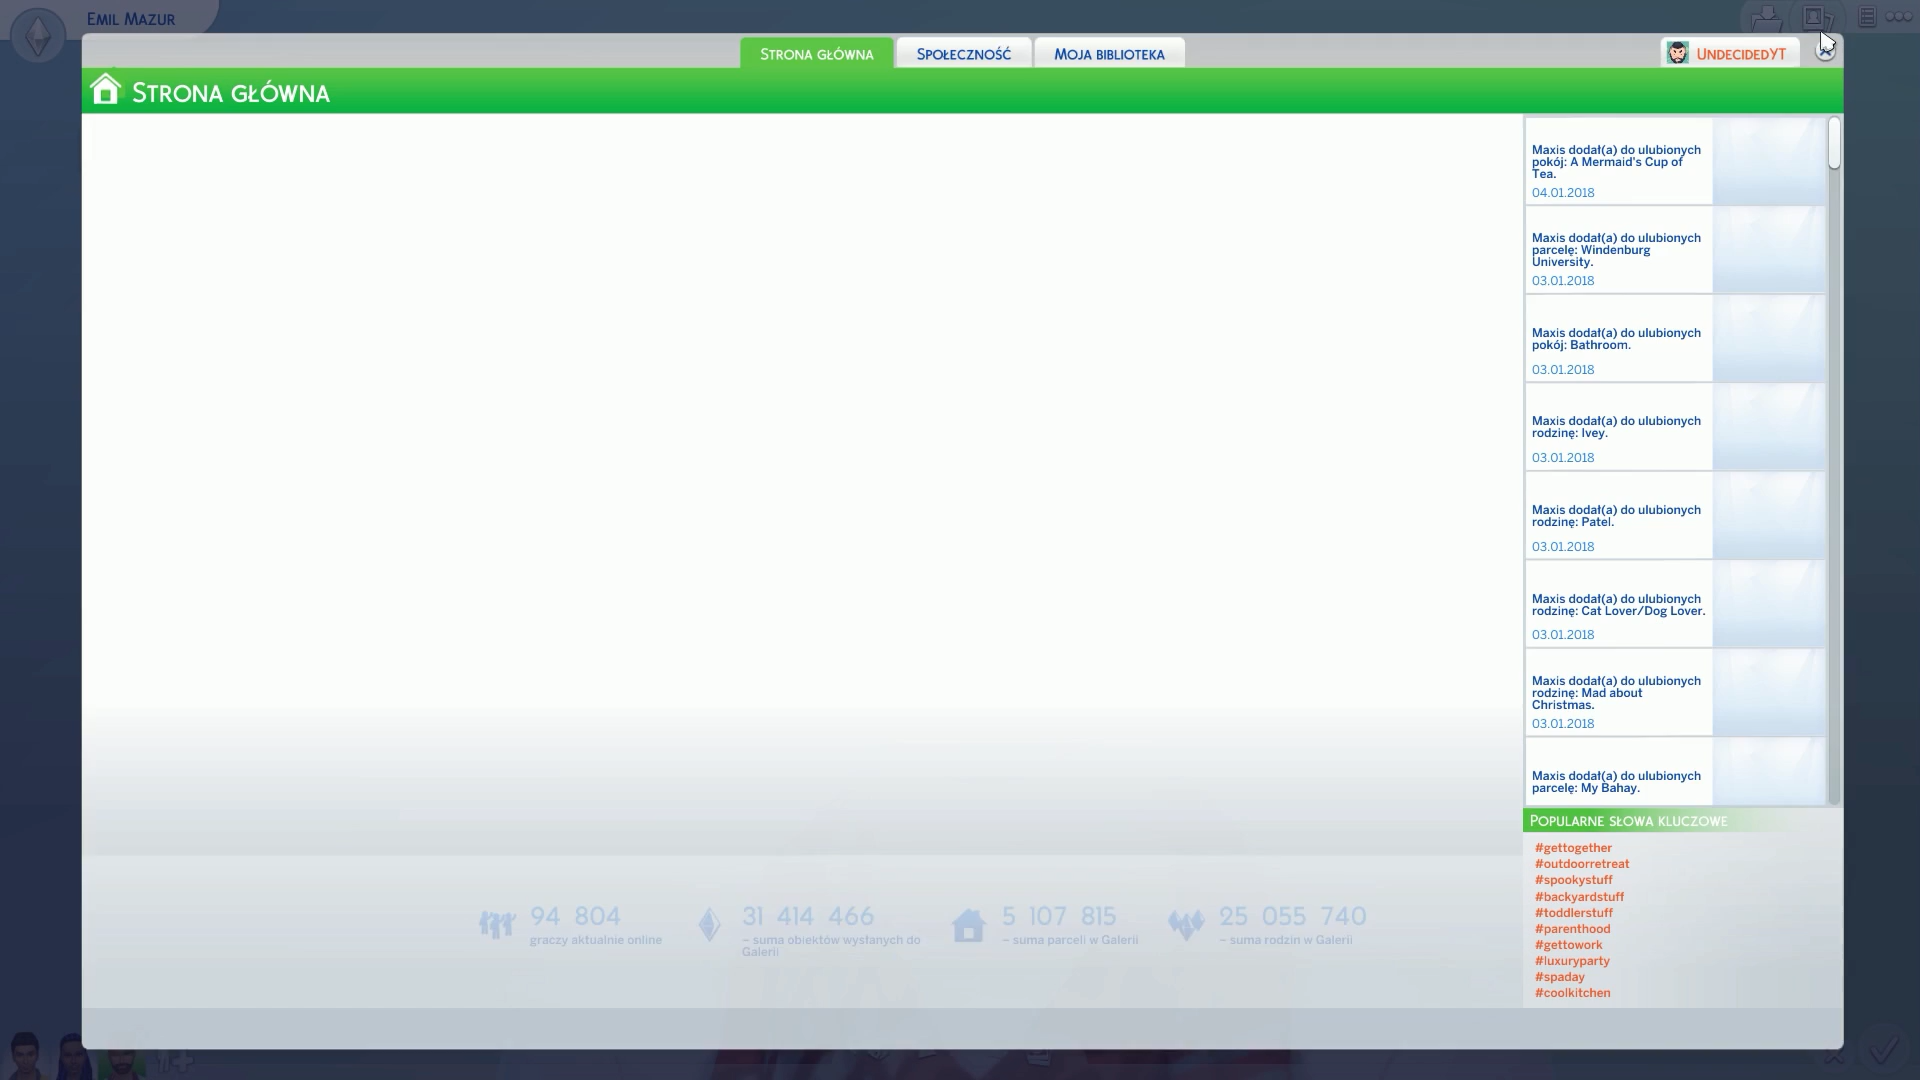 EMIL MAZUR
STRONA GŁÓWNA
SPOŁECZNOŚĆ
MOJA BIBLIOTEKA
UNDECIDEDYT
STRONA GŁÓWNA
Maxis dodał(a) do ulubionych
pokój: A Mermaid's Cup of
Tea.
04.01.2018
Maxis dodał(a) do ulubionych
parcelę: Windenburg
University.
03.01.2018
Maxis dodał(a) do ulubionych
pokój: Bathroom.
03.01.2018
Maxis dodał(a) do ulubionych
rodzinę: Ivey.
03.01.2018
Maxis dodał(a) do ulubionych
rodzinę: Patel.
03.01.2018
Maxis dodał(a) do ulubionych
rodzinę: Cat Lover/Dog Lover.
03.01.2018
Maxis dodał(a) do ulubionych
rodzinę: Mad about
Christmas.
03.01.2018
Maxis dodał(a) do ulubionych
parcelę: My Bahay.
POPULARNE SŁOWA KLUCZOWE
#gettogether
#outdoorretreat
#spookystuff
#backyardstuff
#toddlerstuff
#parenthood
#gettowork
#luxuryparty
#spaday
#coolkitchen
94 804
graczy aktualnie online
31 414 466
– suma obiektów wysłanych do
Galerii
5 107 815
– suma parceli w Galerii
25 055 740
– suma rodzin w Galerii